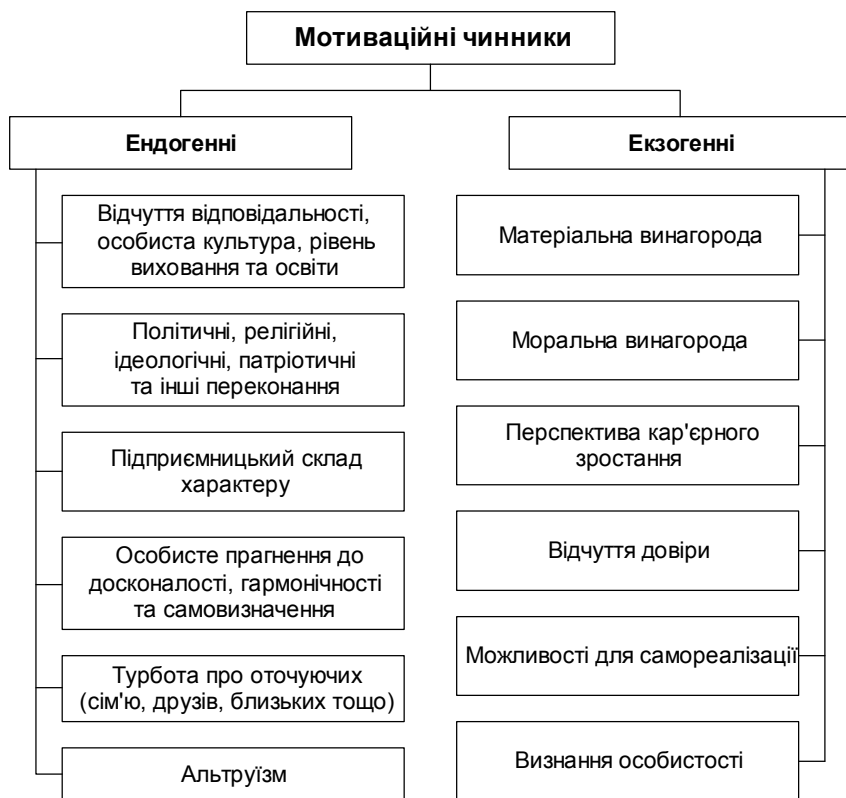 Мотиваційні чинники
Ендогенні
Відчуття відповідальності,
особиста культура, рівень
виховання та освіти
Політичні, релігійні,
ідеологічні, патріотичні
та інші переконання
Підприємницький склад
характеру
Особисте прагнення до
досконалості, гармонічності
та самовизначення
Турбота про оточуючих
(сім'ю, друзів, близьких тощо)
Альтруїзм
Екзогенні
Матеріальна винагорода
Моральна винагорода
Перспектива кар'єрного
зростання
Відчуття довіри
Можливості для самореалізації
Визнання особистості